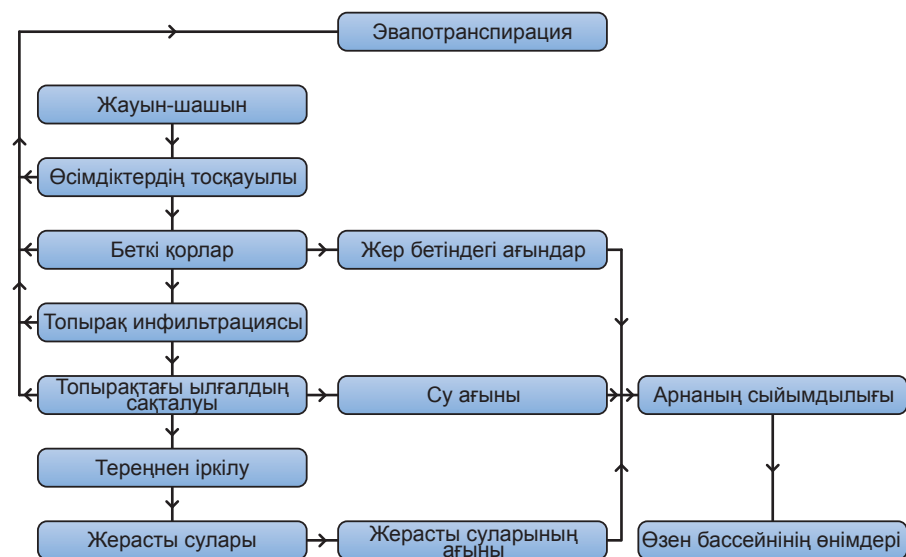 Эвапотранспирация
Жауын-шашын
Өсімдіктердің тосқауылы
Беткі қорлар
Жер бетіндегі ағындар
Топырақ инфильтрациясы
Топырақтағы ылғалдың
сақталуы
Су ағыны
Арнаның сыйымдылығы
Тереңнен іркілу
Жерасты сулары
Жерасты суларының
ағыны
Өзен бассейнінің өнімдері